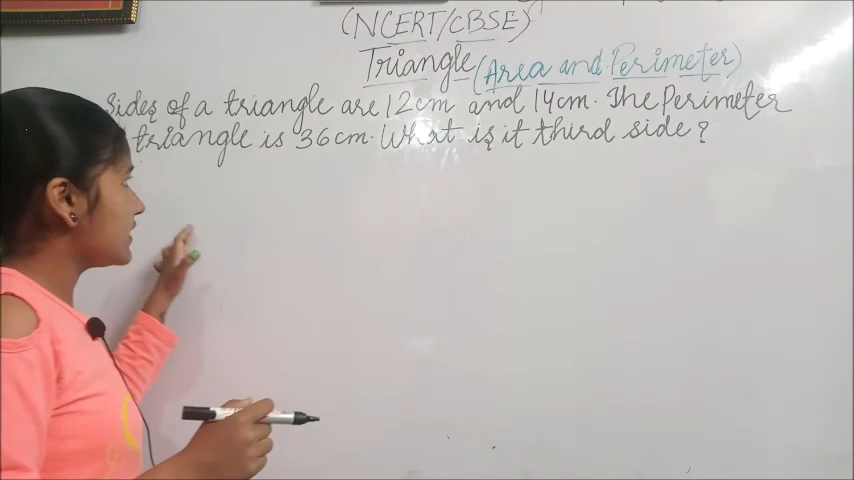 (NCERT/CBSE)
Triangle (Area and Perimeter)
Sides of a triangle are 12cm and 14cm. The Perimeter
triangle is 36cm. What is it third side?